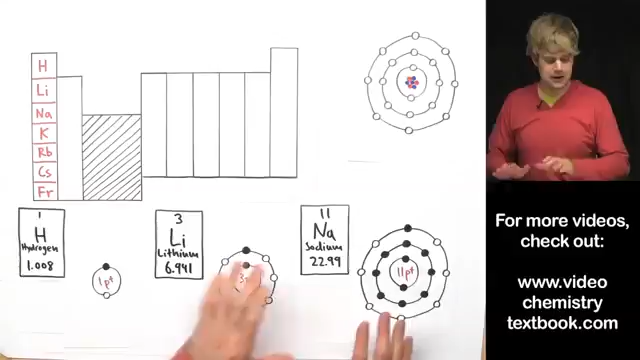 H
Li
Na
K
Rb
Cs
Fr
1
H
Hydrogen
1.008
1p+
3
Li
Lithium
6.941
3
11
Na
Sodium
22.99
11p+
For more videos,
check out:
www.video
chemistry
textbook.com